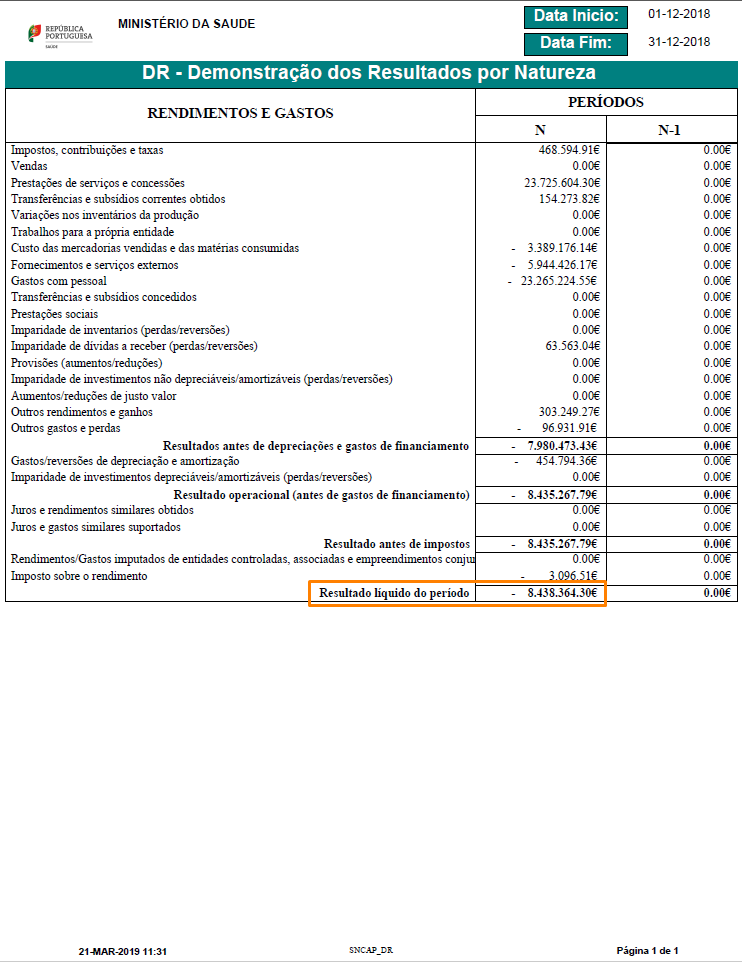 REPÚBLICA
PORTUGUESA
SAÚDE
MINISTÉRIO DA SAUDE
Data Inicio: 01-12-2018
Data Fim: 31-12-2018
DR - Demonstração dos Resultados por Natureza
RENDIMENTOS E GASTOS PERÍODOS
N N-1
Impostos, contribuições e taxas 468.594.91€ 0.00€
Vendas 0.00€ 0.00€
Prestações de serviços e concessões 23.725.604.30€ 0.00€
Transferências e subsídios correntes obtidos 154.273.82€ 0.00€
Variações nos inventários da produção 0.00€ 0.00€
Trabalhos para a própria entidade 0.00€ 0.00€
Custo das mercadorias vendidas e das matérias consumidas - 3.389.176.14€ 0.00€
Fornecimentos e serviços externos - 5.944.426.17€ 0.00€
Gastos com pessoal - 23.265.224.55€ 0.00€
Transferências e subsídios concedidos 0.00€ 0.00€
Prestações sociais 0.00€ 0.00€
Imparidade de inventarios (perdas/reversões) 0.00€ 0.00€
Imparidade de dívidas a receber (perdas/reversões) 63.563.04€ 0.00€
Provisões (aumentos/reduções) 0.00€ 0.00€
Imparidade de investimentos não depreciáveis/amortizáveis (perdas/reversões) 0.00€ 0.00€
Aumentos/reduções de justo valor 0.00€ 0.00€
Outros rendimentos e ganhos 303.249.27€ 0.00€
Outros gastos e perdas - 96.931.91€ 0.00€
Resultados antes de depreciações e gastos de financiamento - 7.980.473.43€ 0.00€
Gastos/reversões de depreciação e amortização - 454.794.36€ 0.00€
Imparidade de investimentos depreciáveis/amortizáveis (perdas/reversões) 0.00€ 0.00€
Resultado operacional (antes de gastos de financiamento) - 8.435.267.79€ 0.00€
Juros e rendimentos similares obtidos 0.00€ 0.00€
Juros e gastos similares suportados 0.00€ 0.00€
Resultado antes de impostos - 8.435.267.79€ 0.00€
Rendimentos/Gastos imputados de entidades controladas, associadas e empreendimentos conjur 0.00€ 0.00€
Imposto sobre o rendimento - 3.096.51€ 0.00€
Resultado líquido do período - 8.438.364.30€ 0.00€
21-MAR-2019 11:31 SNCAP_DR Página 1 de 1